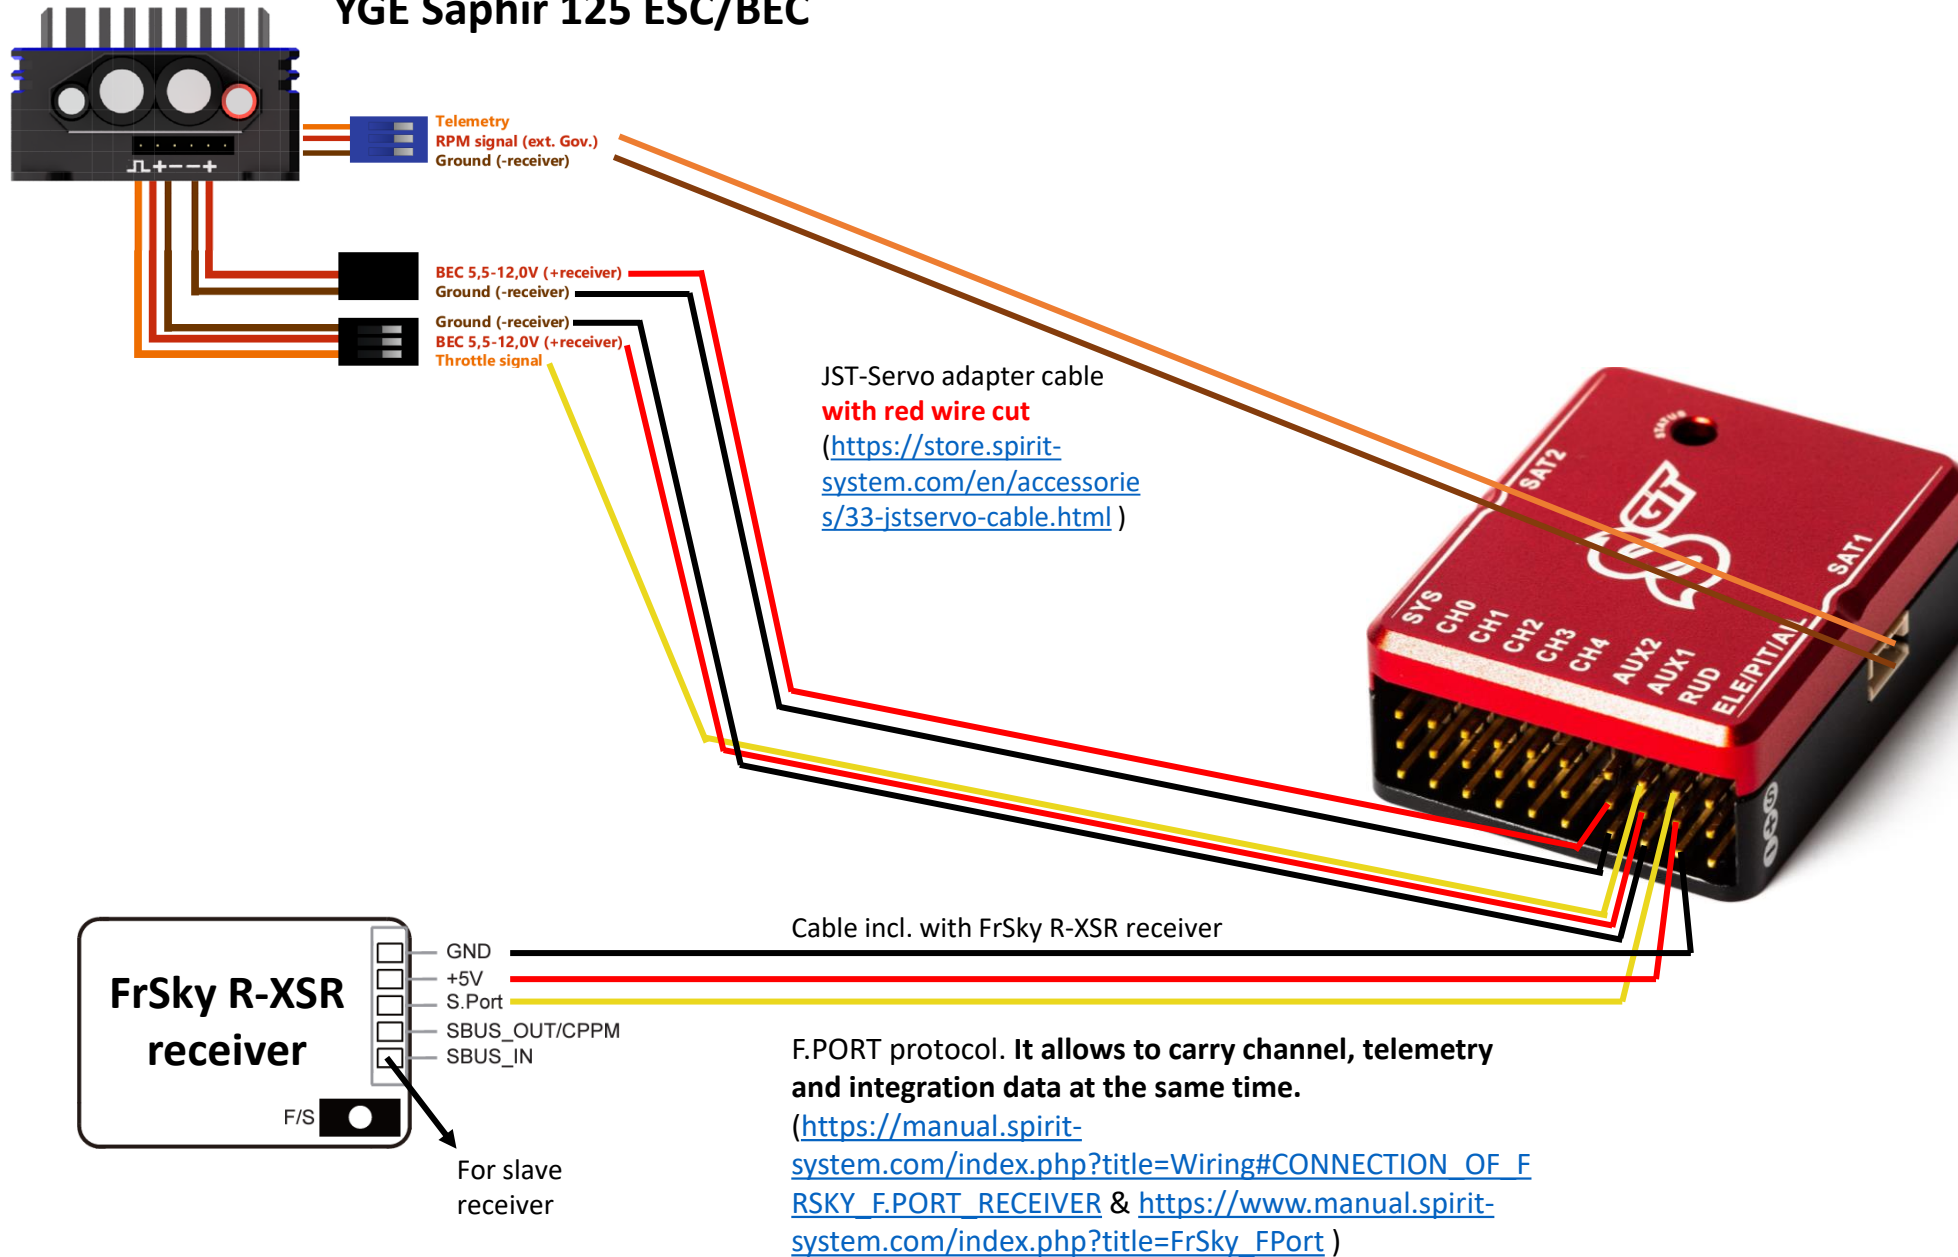 YGE Saphir 125 ESC/BEC
Telemetry
RPM signal (ext. Gov.)
Ground (-receiver)
BEC 5,5-12,0V (+receiver)
Ground (-receiver)
Ground (-receiver)
BEC 5,5-12,0V (+receiver)
Throttle signal
JST-Servo adapter cable
with red wire cut
(https://store.spirit-
system.com/en/accessorie
s/33-jstservo-cable.html )
STATUS
SAT2
GT
SAT1
SYS
CH0
CH1
CH2
CH3
CH4
AUX2
AUX1
RUD
ELE/PIT/AIL
S
+
-
Cable incl. with FrSky R-XSR receiver
FrSky R-XSR
receiver
GND
+5V
S.Port
SBUS_OUT/CPPM
SBUS_IN
F/S
For slave
receiver
F.PORT protocol. It allows to carry channel, telemetry
and integration data at the same time.
(https://manual.spirit-
system.com/index.php?title=Wiring#CONNECTION_OF_F
RSKY_F.PORT_RECEIVER & https://www.manual.spirit-
system.com/index.php?title=FrSky_FPort )